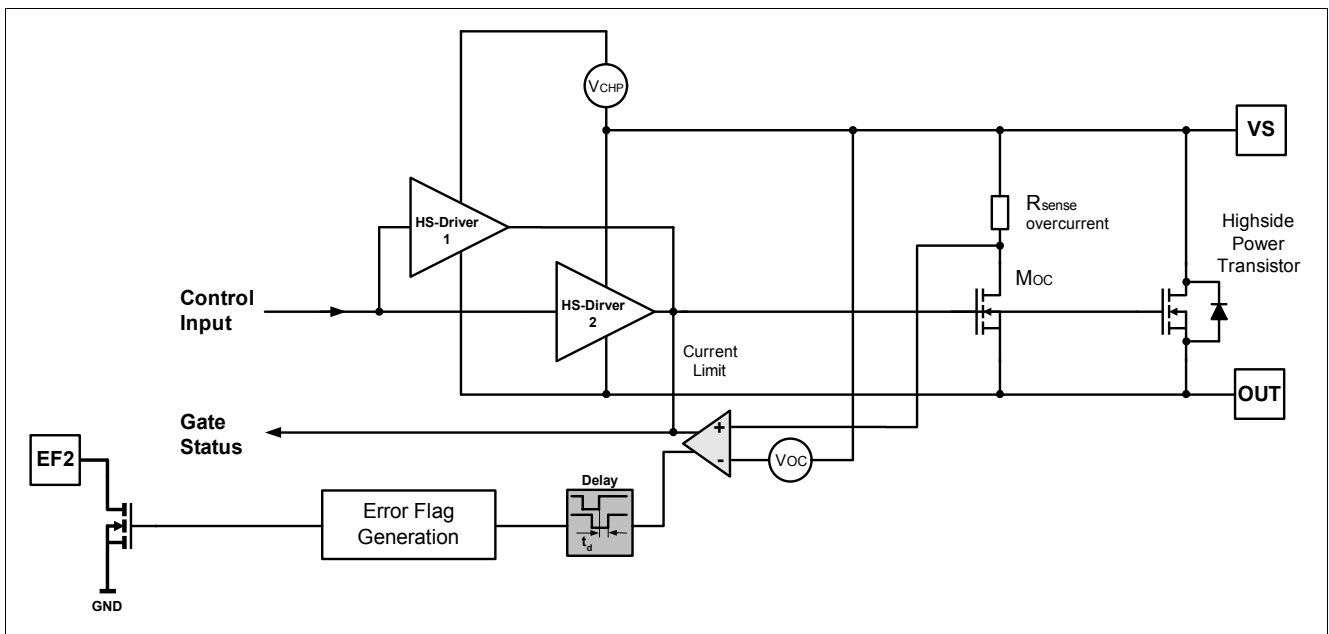 VCHP
VS
HS-Driver
1
Rsense
overcurrent
Highside
Power
Transistor
MOC
Control
Input
HS-Dirver
2
Current
Limit
OUT
Gate
Status
+
-
VOC
EF2
Delay
td
Error Flag
Generation
GND